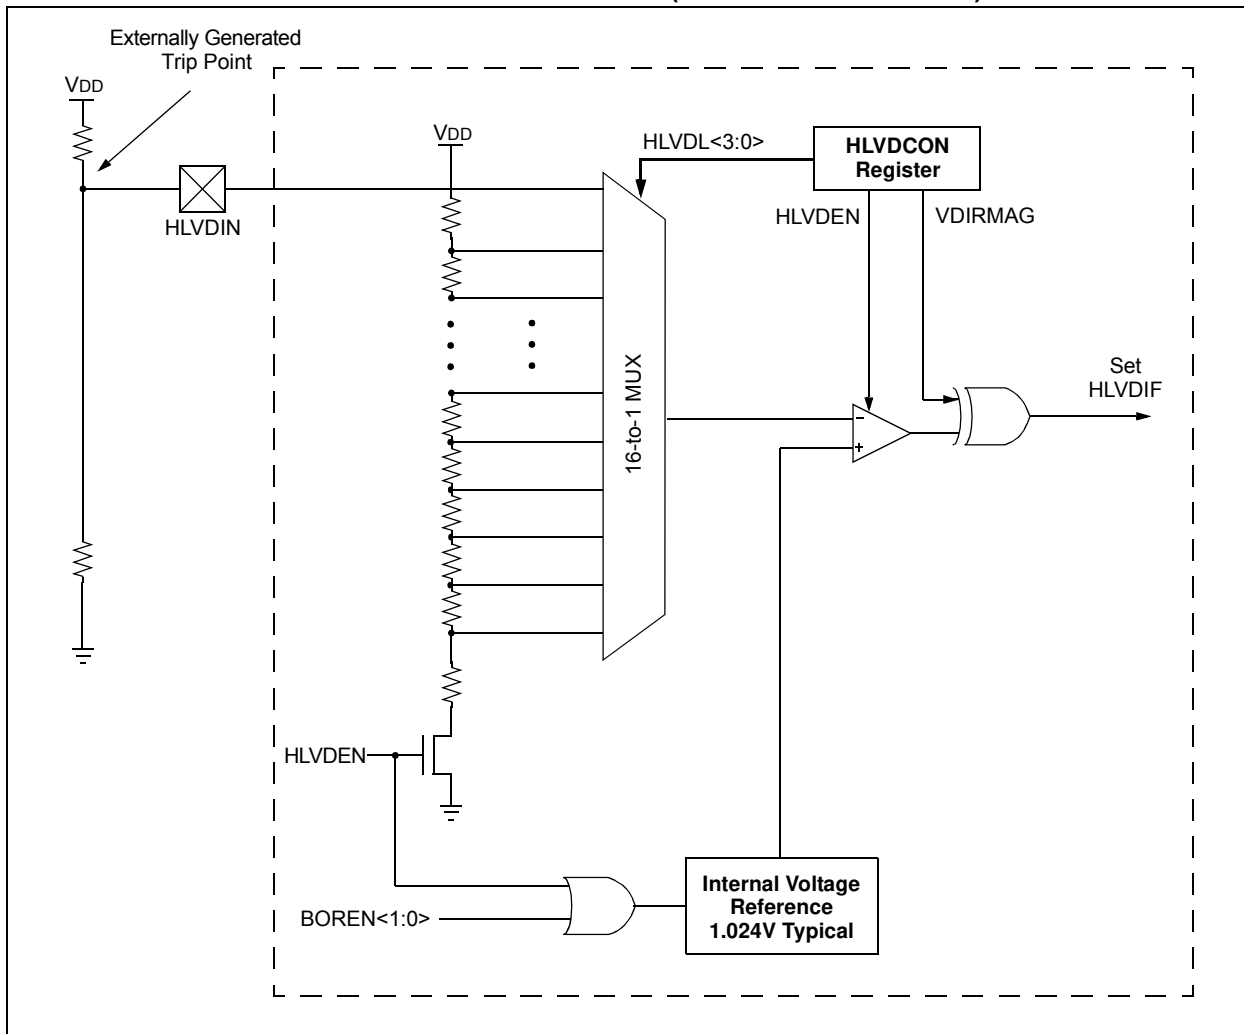 Externally Generated
Trip Point
VDD
HLVDIN
VDD
HLVDL<3:0>
HLVDCON
Register
HLVDEN
VDIRMAG
16-to-1 MUX
-
+
Set
HLVDIF
HLVDEN
BOREN<1:0>
Internal Voltage
Reference
1.024V Typical